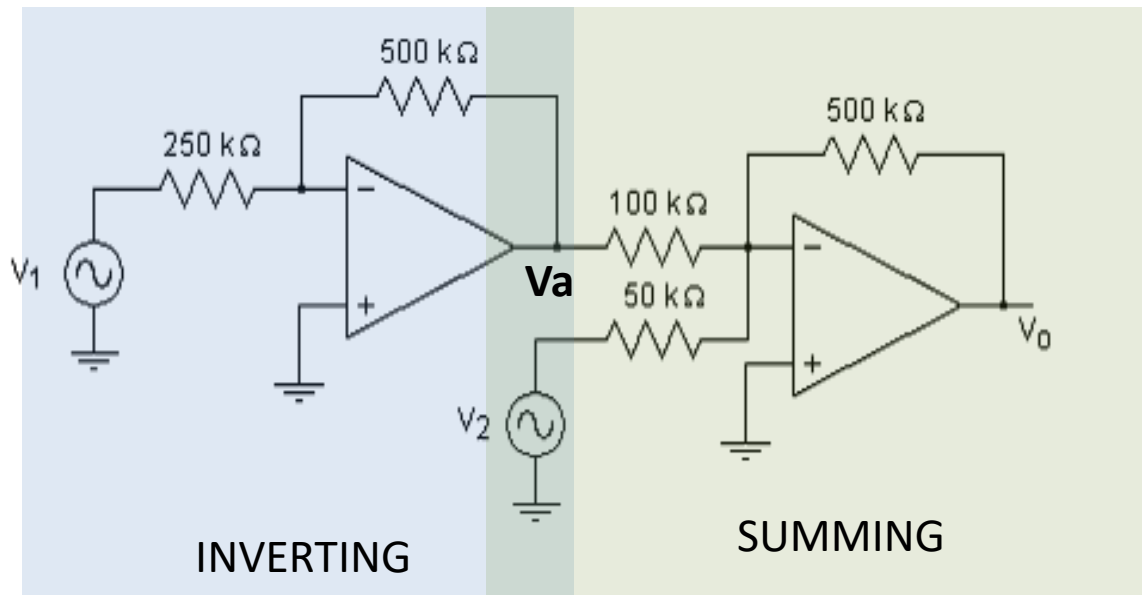 500 kΩ
500 kΩ
250 kΩ
100 kΩ
V1
Va
50 kΩ
V0
V2
SUMMING
INVERTING